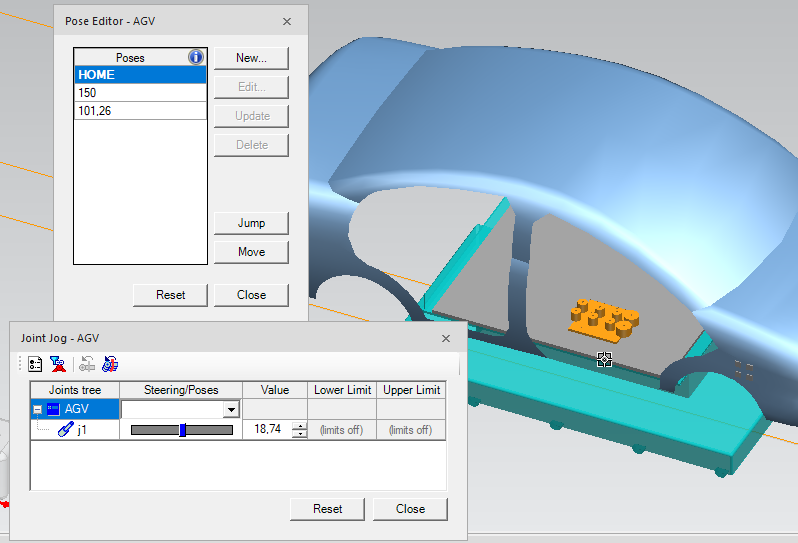 Pose Editor - AGV
Poses
HOME
150
101,26
New...
Edit...
Update
Delete
Jump
Move
Reset
Close
Joint Jog - AGV
Joints tree Steering/Poses Value Lower Limit Upper Limit
AGV
j1 18,74 (limits off) (limits off)
Reset
Close